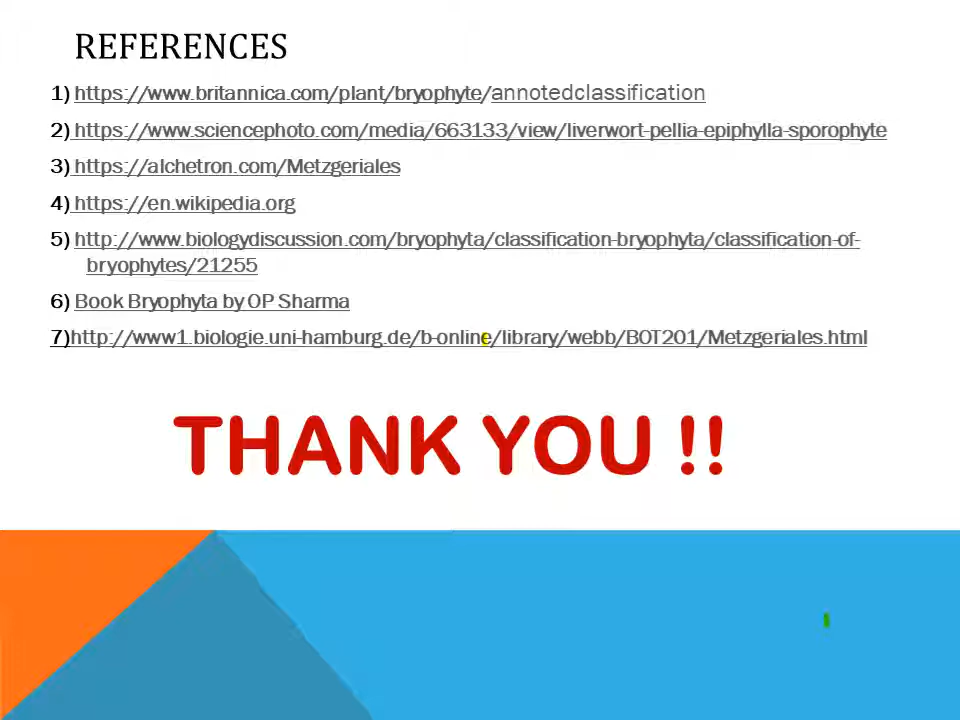 REFERENCES
1) https://www.britannica.com/plant/bryophyte/annotedclassification
2) https://www.sciencephoto.com/media/663133/view/liverwort-pellia-epiphylla-sporophyte
3) https://alchetron.com/Metzgeriales
4) https://en.wikipedia.org
5) http://www.biologydiscussion.com/bryophyta/classification-bryophyta/classification-of-
bryophytes/21255
6) Book Bryophyta by OP Sharma
7)http://www1.biologie.uni-hamburg.de/b-online/library/webb/BOT201/Metzgeriales.html
THANK YOU !!